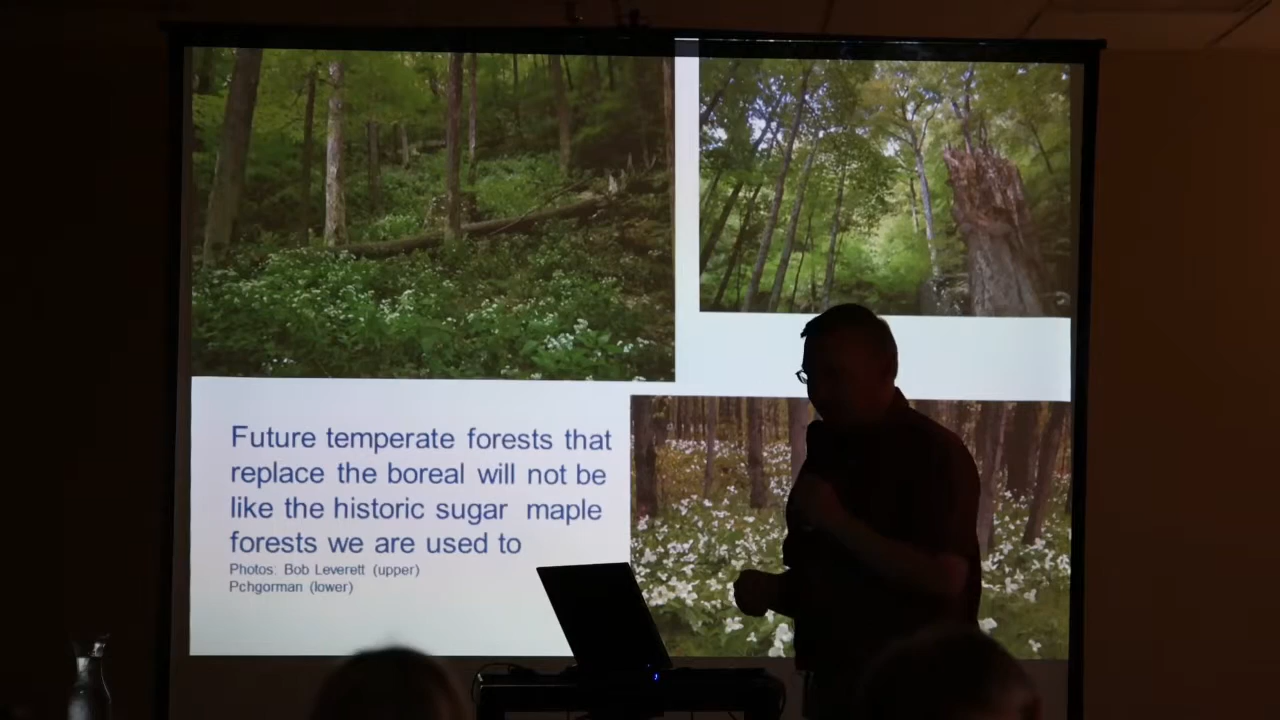 Future temperate forests that
replace the boreal will not be
like the historic sugar maple
forests we are used to
Photos: Bob Leverett (upper)
Pchgorman (lower)